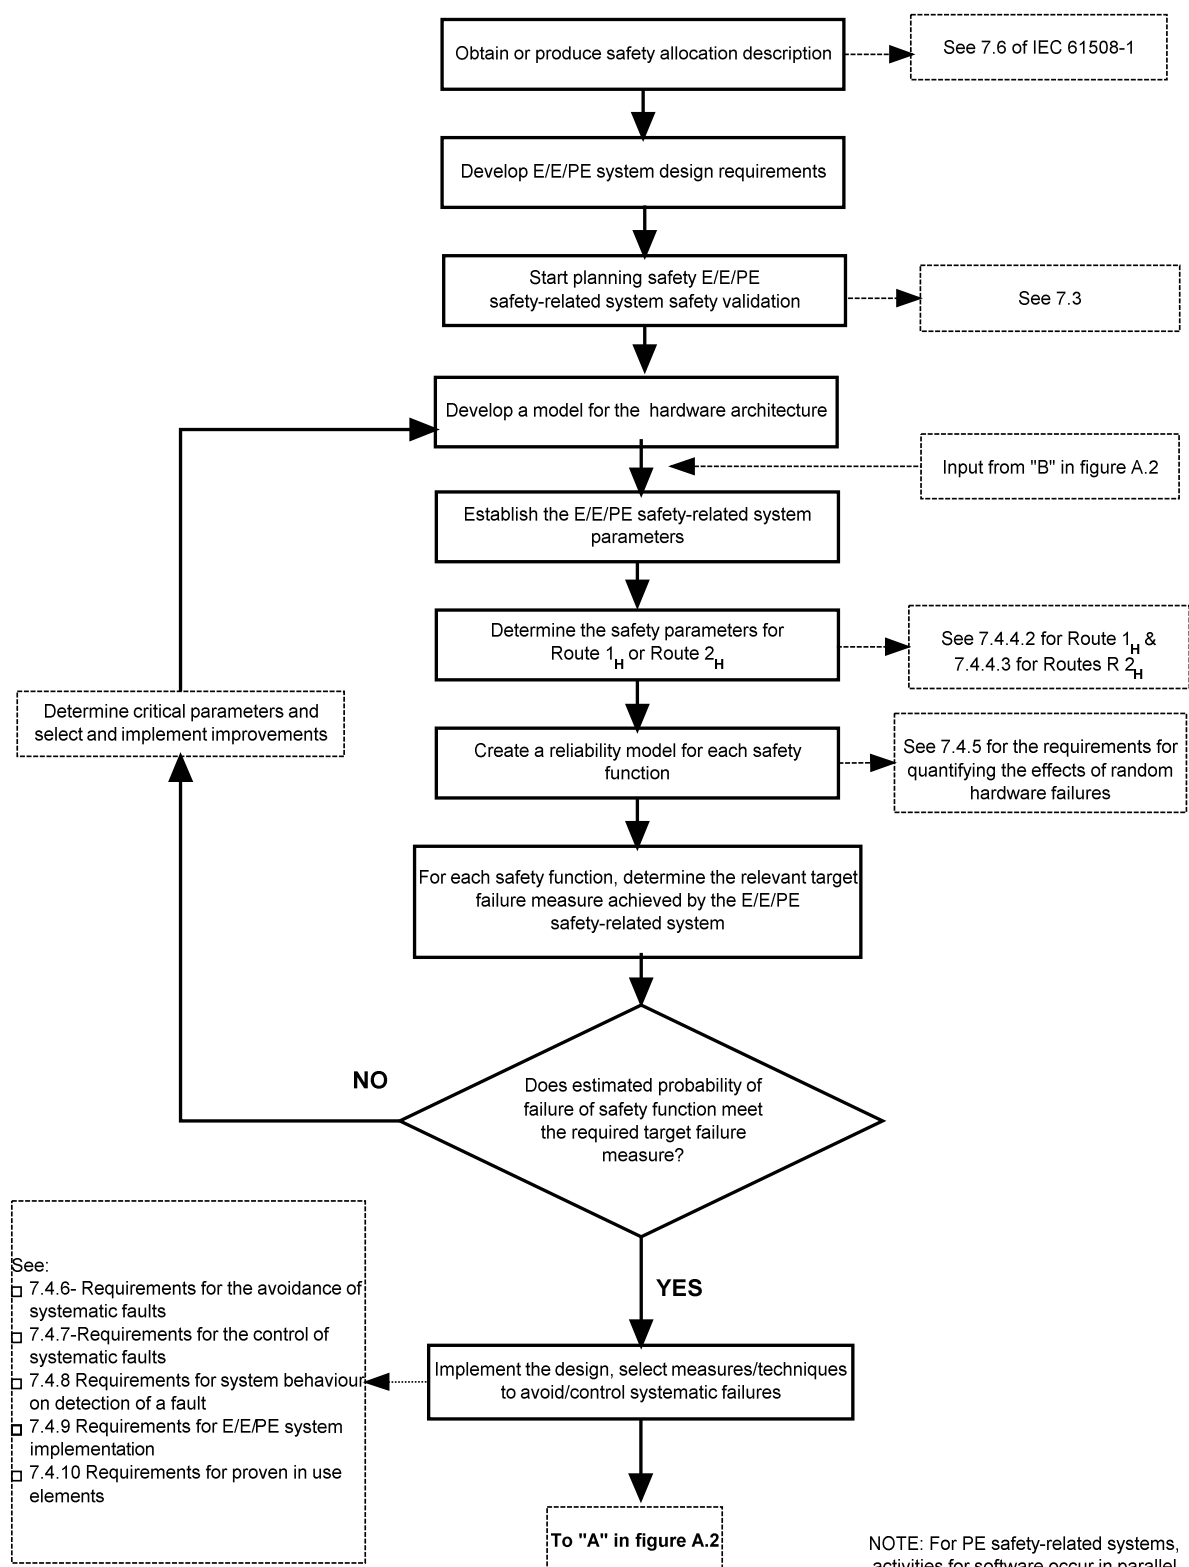 Obtain or produce safety allocation description
See 7.6 of IEC 61508-1
Develop E/E/PE system design requirements
Start planning safety E/E/PE
safety-related system safety validation
See 7.3
Develop a model for the hardware architecture
Input from "B" in figure A.2
Establish the E/E/PE safety-related system
parameters
Determine the safety parameters for
Route 1H or Route 2H
See 7.4.4.2 for Route 1H &
7.4.4.3 for Routes R 2H
Determine critical parameters and
select and implement improvements
Create a reliability model for each safety
function
See 7.4.5 for the requirements for
quantifying the effects of random
hardware failures
For each safety function, determine the relevant target
failure measure achieved by the E/E/PE
safety-related system
NO
Does estimated probability of
failure of safety function meet
the required target failure
measure?
YES
See:
7.4.6- Requirements for the avoidance of
systematic faults
7.4.7-Requirements for the control of
systematic faults
7.4.8 Requirements for system behaviour
on detection of a fault
7.4.9 Requirements for E/E/PE system
implementation
7.4.10 Requirements for proven in use
elements
Implement the design, select measures/techniques
to avoid/control systematic failures
To "A" in figure A.2
NOTE: For PE safety-related systems,
activities for software occur in parallel